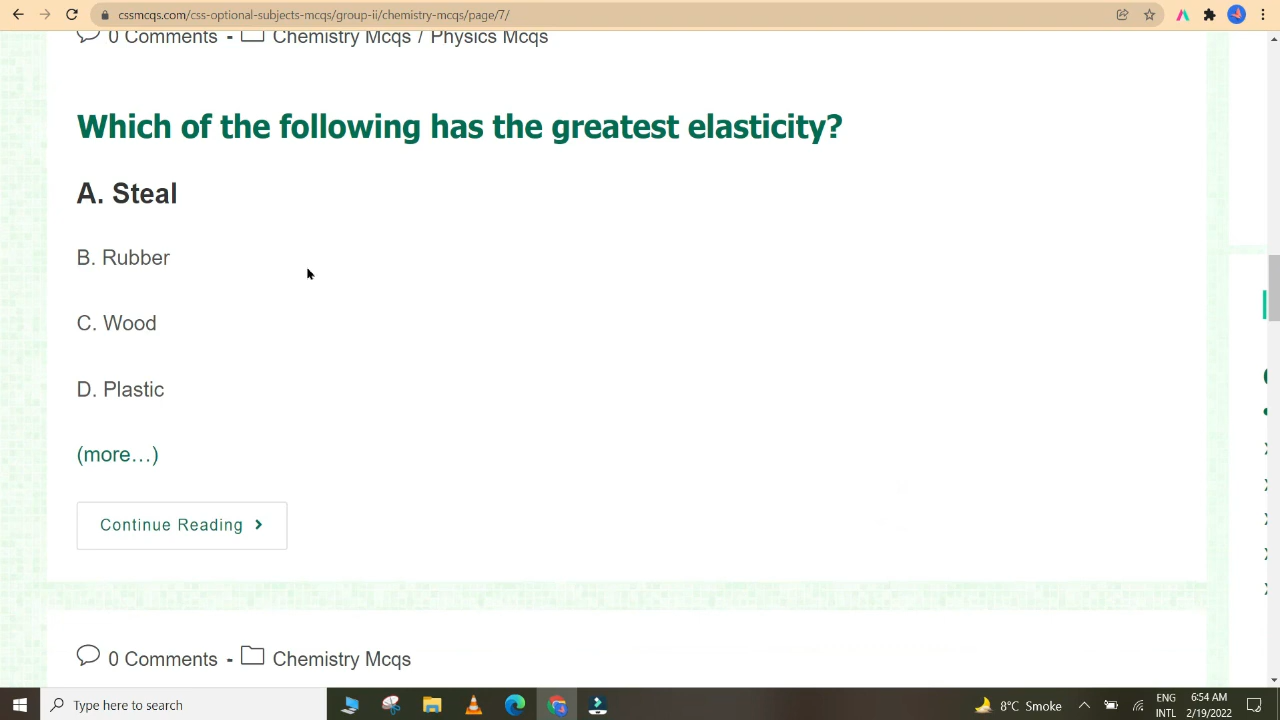 cssmcqs.com/css-optional-subjects-mcqs/group-ii/chemistry-mcqs/page/7/
0 Comments - Chemistry Mcqs / Physics Mcqs
Which of the following has the greatest elasticity?
A. Steal
B. Rubber
C. Wood
D. Plastic
(more…)
Continue Reading >
0 Comments - Chemistry Mcqs
Type here to search
8°C Smoke
ENG
INTL
6:54 AM
2/19/2022